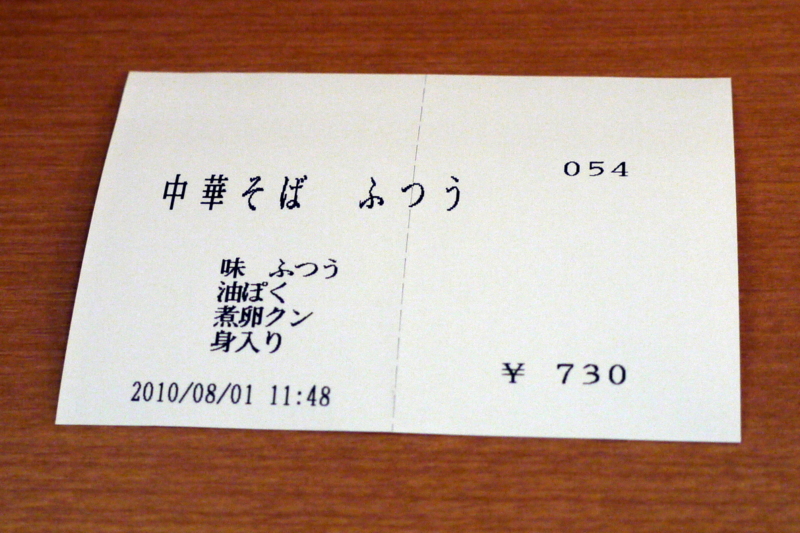 054
中華そば ふつう
味 ふつう
油ぽく
煮卵クン
身入り
¥ 730
2010/08/01 11:48